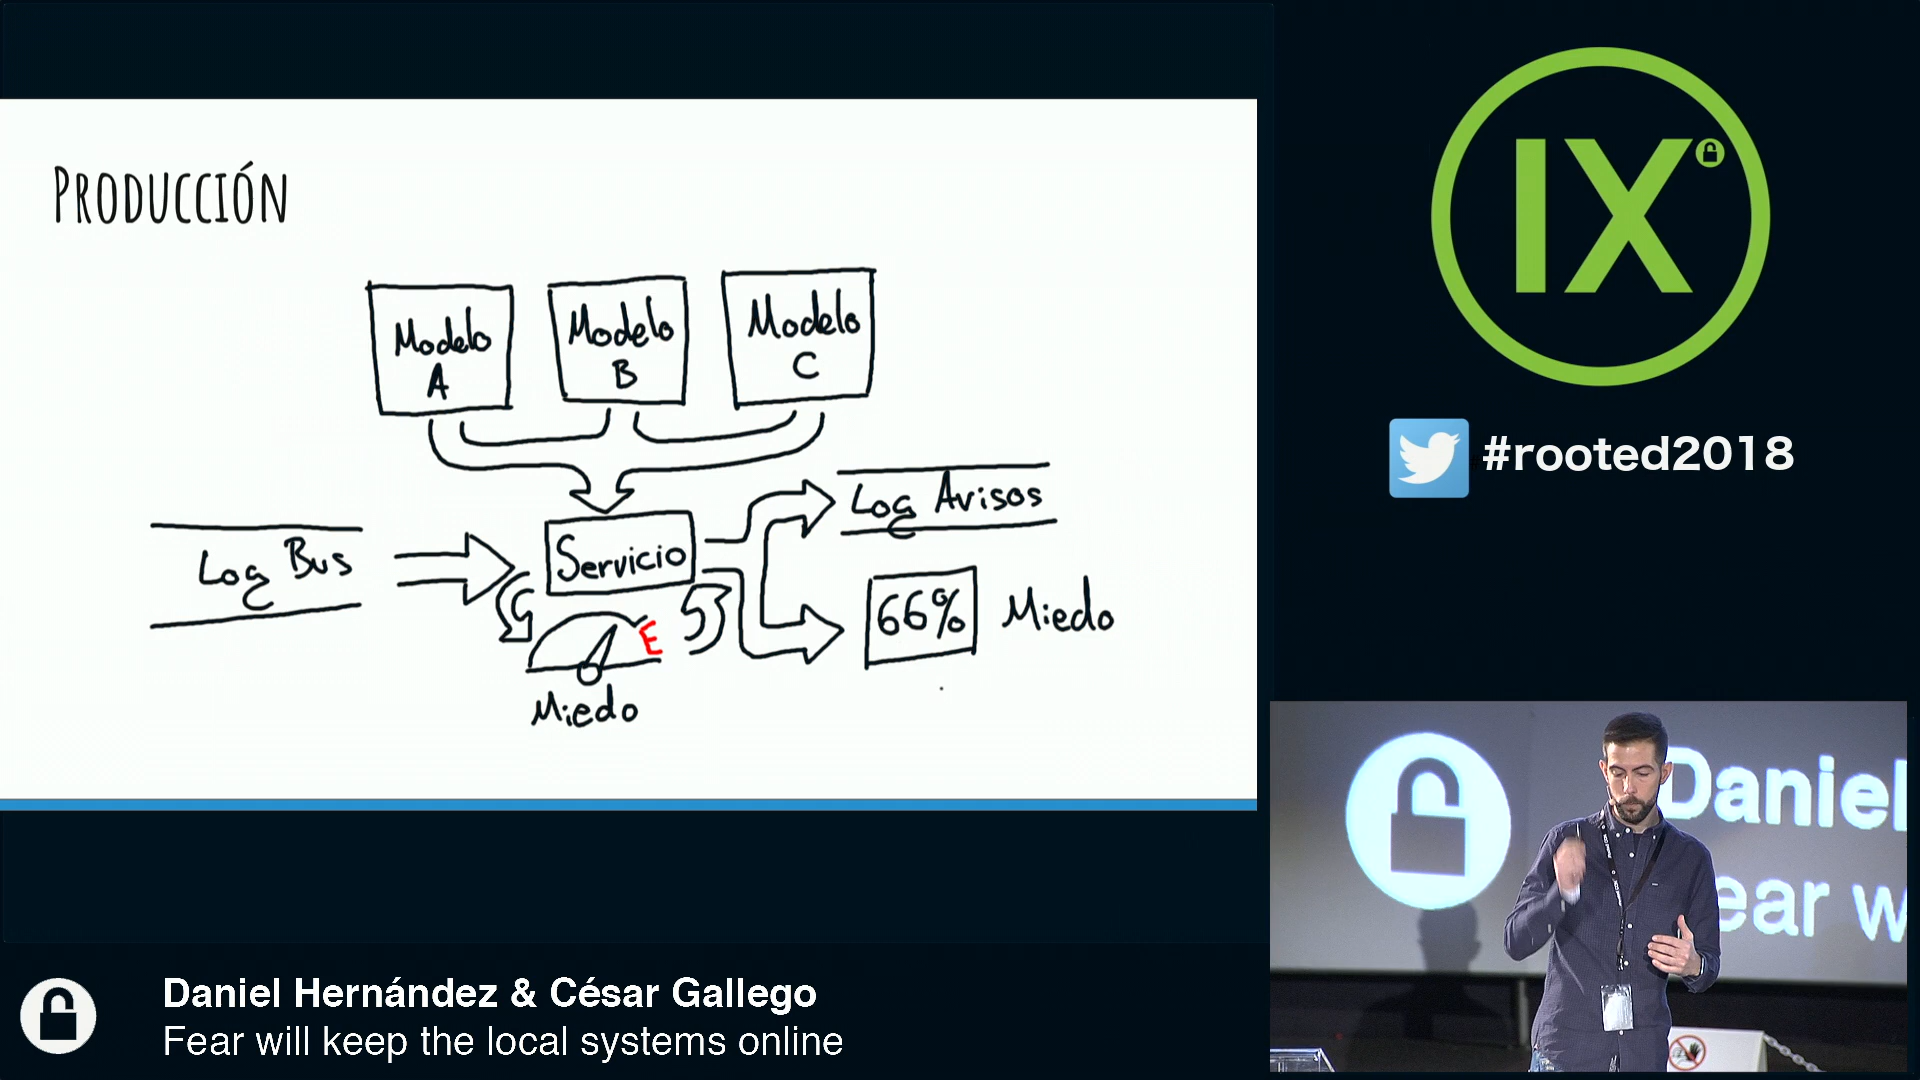 PRODUCCIÓN
Modelo
A
Modelo
B
Modelo
C
Log Bus
Servicio
E
Miedo
Log Avisos
66%
Miedo
IX
#rooted2018
Daniel
ear w
Daniel Hernández & César Gallego
Fear will keep the local systems online